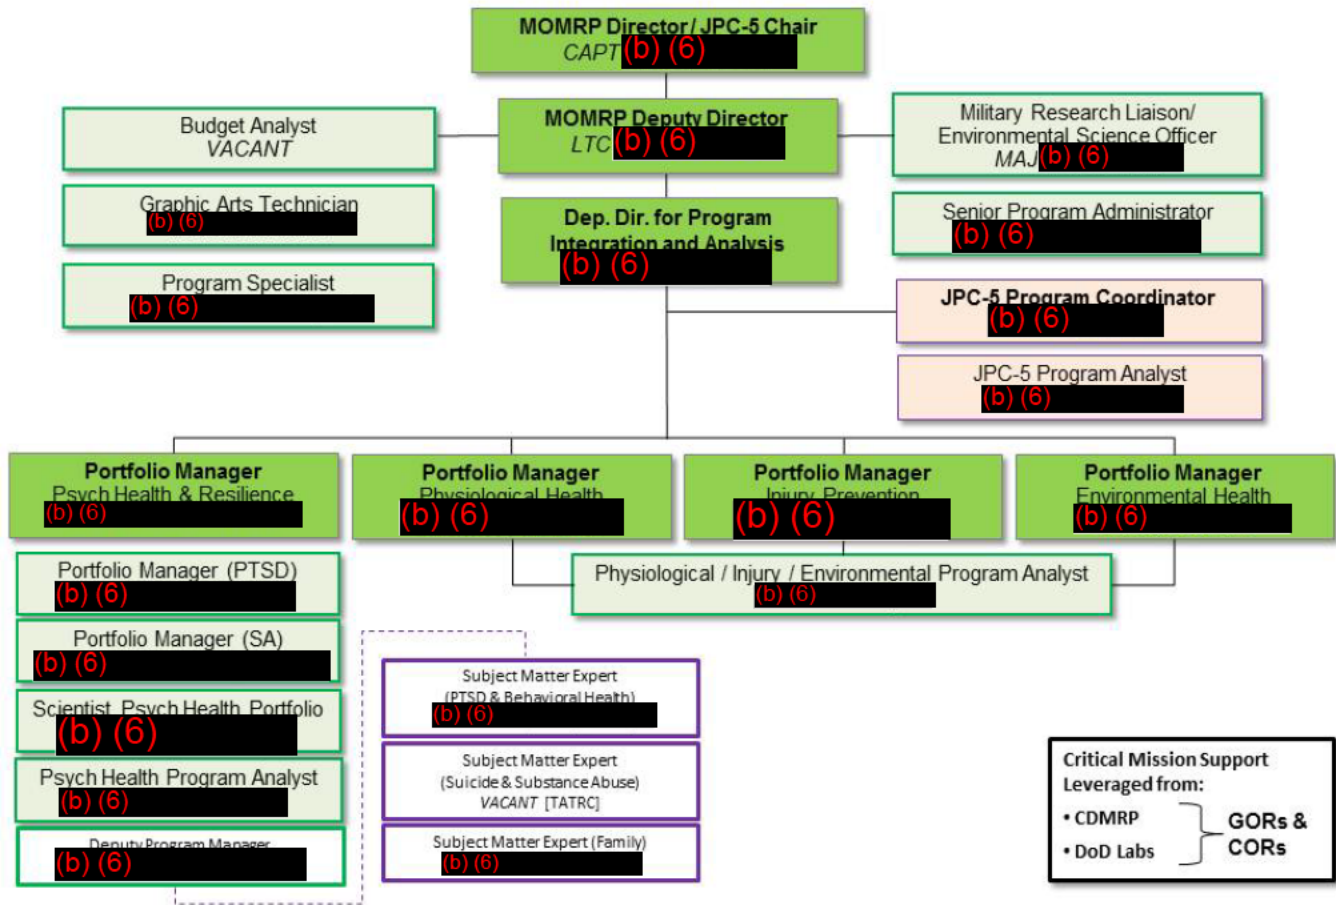 MOMRP Director/ JPC-5 Chair
CAPT (b) (6)
MOMRP Deputy Director
LTC (b) (6)
Budget Analyst
VACANT
Graphic Arts Technician
(b) (6)
Program Specialist
(b) (6)
Military Research Liaison/
Environmental Science Officer
MAJ (b) (6)
Senior Program Administrator
(b) (6)
Dep. Dir. for Program
Integration and Analysis
(b) (6)
JPC-5 Program Coordinator
(b) (6)
JPC-5 Program Analyst
(b) (6)
Portfolio Manager
Psych Health & Resilience
(b) (6)
Portfolio Manager
Physiological Health
(b) (6)
Portfolio Manager
Injury Prevention
(b) (6)
Portfolio Manager
Environmental Health
(b) (6)
Physiological / Injury / Environmental Program Analyst
(b) (6)
Portfolio Manager (PTSD)
(b) (6)
Portfolio Manager (SA)
(b) (6)
Scientist Psych Health Portfolio
(b) (6)
Psych Health Program Analyst
(b) (6)
Deputy Program Manager
(b) (6)
Subject Matter Expert
(PTSD & Behavioral Health)
(b) (6)
Subject Matter Expert
(Suicide & Substance Abuse)
VACANT [TATRC]
Subject Matter Expert (Family)
(b) (6)
Critical Mission Support
Leveraged from:
• CDMRP
• DoD Labs
GORs &
CORs